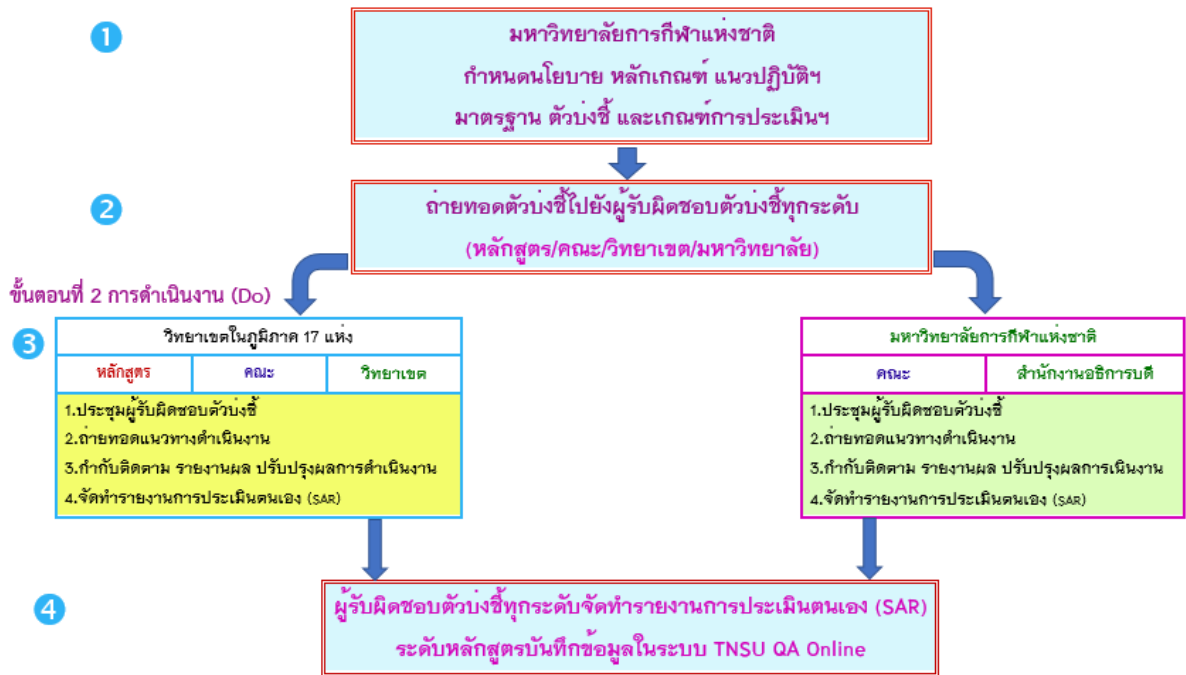 1
มหาวิทยาลัยการกีฬาแห่งชาติ
กำหนดนโยบาย หลักเกณฑ์ แนวปฏิบัติฯ
มาตรฐาน ตัวบ่งชี้ และเกณฑ์การประเมินฯ
2
ถ่ายทอดตัวบ่งชี้ไปยังผู้รับผิดชอบตัวบ่งชี้ทุกระดับ
(หลักสูตร/คณะ/วิทยาเขต/มหาวิทยาลัย)
ขั้นตอนที่ 2 การดำเนินงาน (Do)
3
วิทยาเขตในภูมิภาค 17 แห่ง
หลักสูตร คณะ วิทยาเขต
1.ประชุมผู้รับผิดชอบตัวบ่งชี้
2.ถ่ายทอดแนวทางดำเนินงาน
3.กำกับติดตาม รายงานผล ปรับปรุงผลการดำเนินงาน
4.จัดทำรายงานการประเมินตนเอง (SAR)
มหาวิทยาลัยการกีฬาแห่งชาติ
คณะ สำนักงานอธิการบดี
1.ประชุมผู้รับผิดชอบตัวบ่งชี้
2.ถ่ายทอดแนวทางดำเนินงาน
3.กำกับติดตาม รายงานผล ปรับปรุงผลการเนินงาน
4.จัดทำรายงานการประเมินตนเอง (SAR)
4
ผู้รับผิดชอบตัวบ่งชี้ทุกระดับจัดทำรายงานการประเมินตนเอง (SAR)
ระดับหลักสูตรบันทึกข้อมูลในระบบ TNSU QA Online